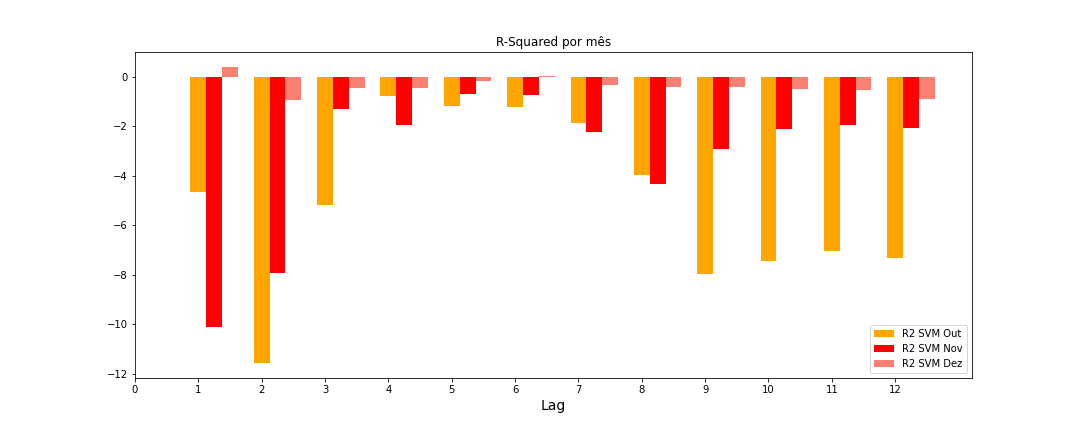 R-Squared por mês
0
−2
−4
−6
−8
−10
−12
0 1 2 3 4 5 6 7 8 9 10 11 12
Lag
R2 SVM Out
R2 SVM Nov
R2 SVM Dez